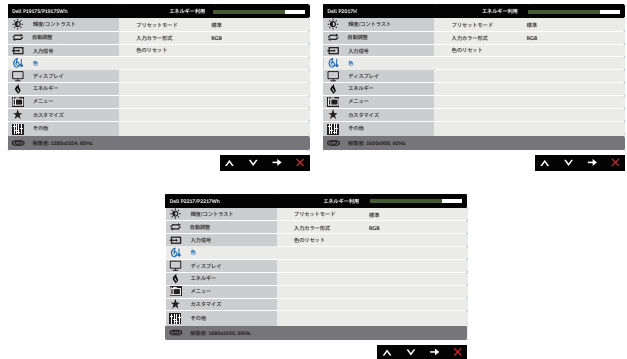 Dell P1917S/P1917SWh エネルギー利用
輝度/コントラスト プリセットモード 標準
自動調整 入力カラー形式 RGB
入力信号 色のリセット
色
ディスプレイ
エネルギー
メニュー
カスタマイズ
その他
解像度: 1280x1024, 60Hz
Dell P2017H エネルギー利用
輝度/コントラスト プリセットモード 標準
自動調整 入力カラー形式 RGB
入力信号 色のリセット
色
ディスプレイ
エネルギー
メニュー
カスタマイズ
その他
解像度: 1600x900, 60Hz
Dell P2217/P2217Wh エネルギー利用
輝度/コントラスト プリセットモード 標準
自動調整 入力カラー形式 RGB
入力信号 色のリセット
色
ディスプレイ
エネルギー
メニュー
カスタマイズ
その他
解像度: 1680x1050, 60Hz